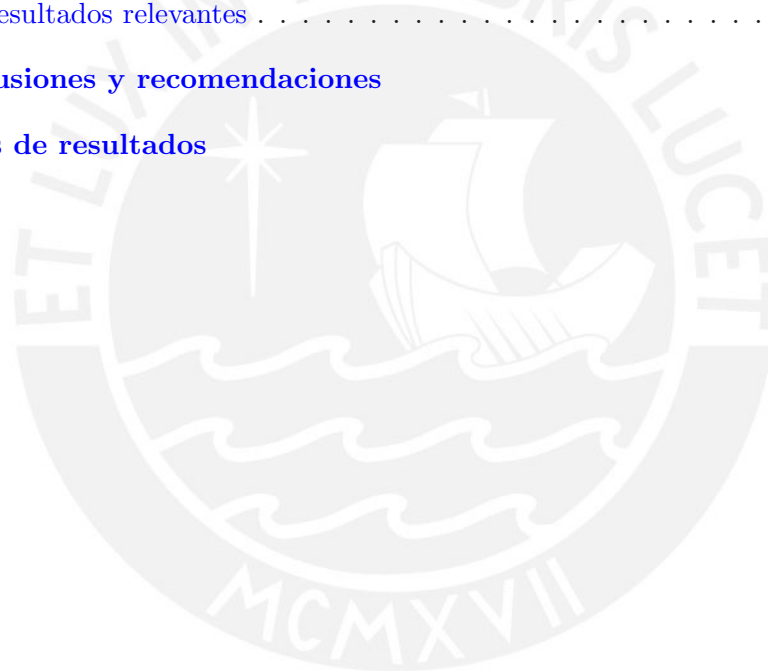 esultados relevantes . . . . . . . . . . . . . . . . . . . . . . .
usiones y recomendaciones
s de resultados
ET LUX IN TENEBRIS LUCET
MCMXVII